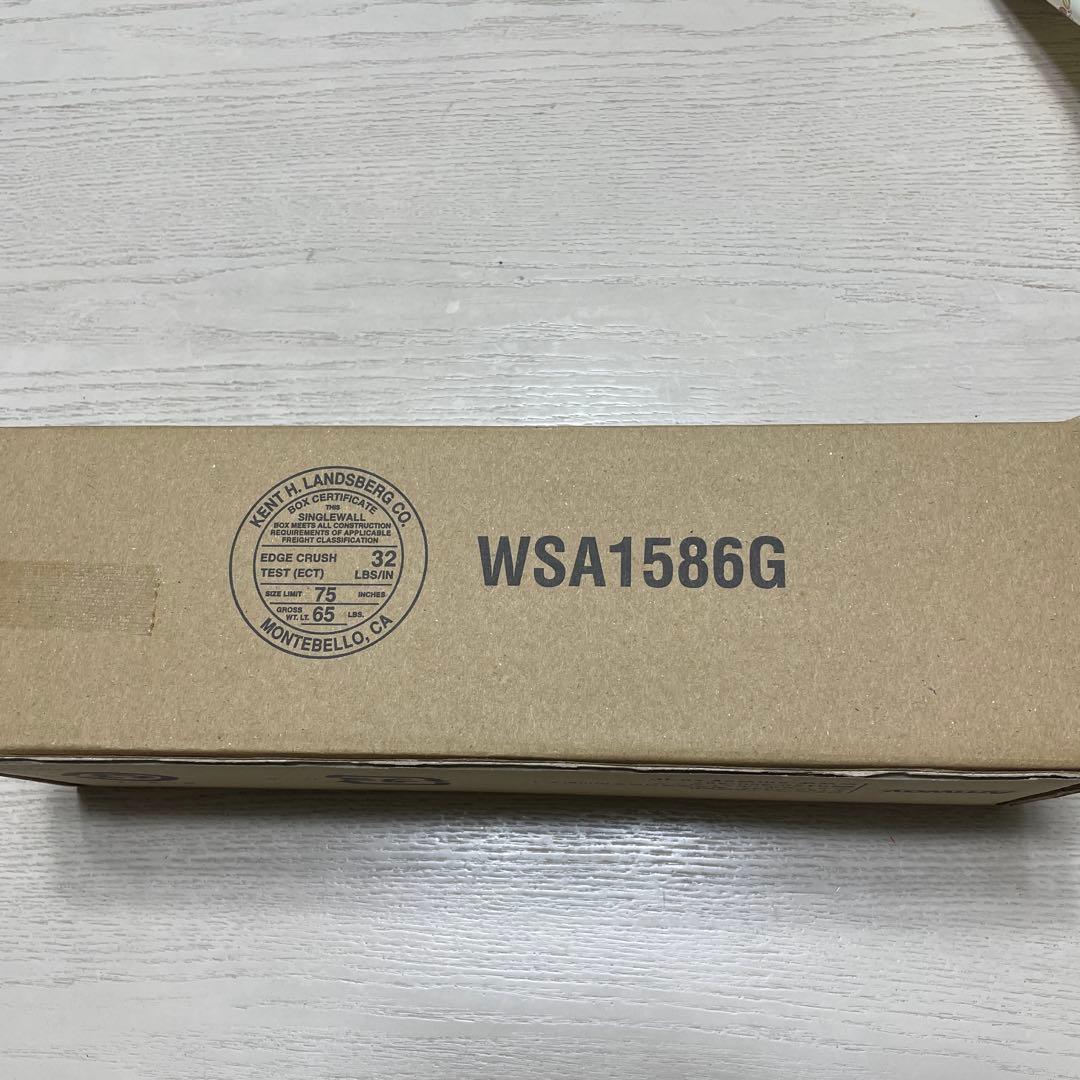 KENT H. LANDSBERG CO.
BOX CERTIFICATE
THIS
SINGLEWALL
BOX MEETS ALL CONSTRUCTION
REQUIREMENTS OF APPLICABLE
FREIGHT CLASSIFICATION
EDGE CRUSH 32
TEST (ECT) LBS/IN
SIZE LIMIT 75 INCHES
GROSS
WT. LT. 65 LBS.
MONTEBELLO, CA
WSA1586G